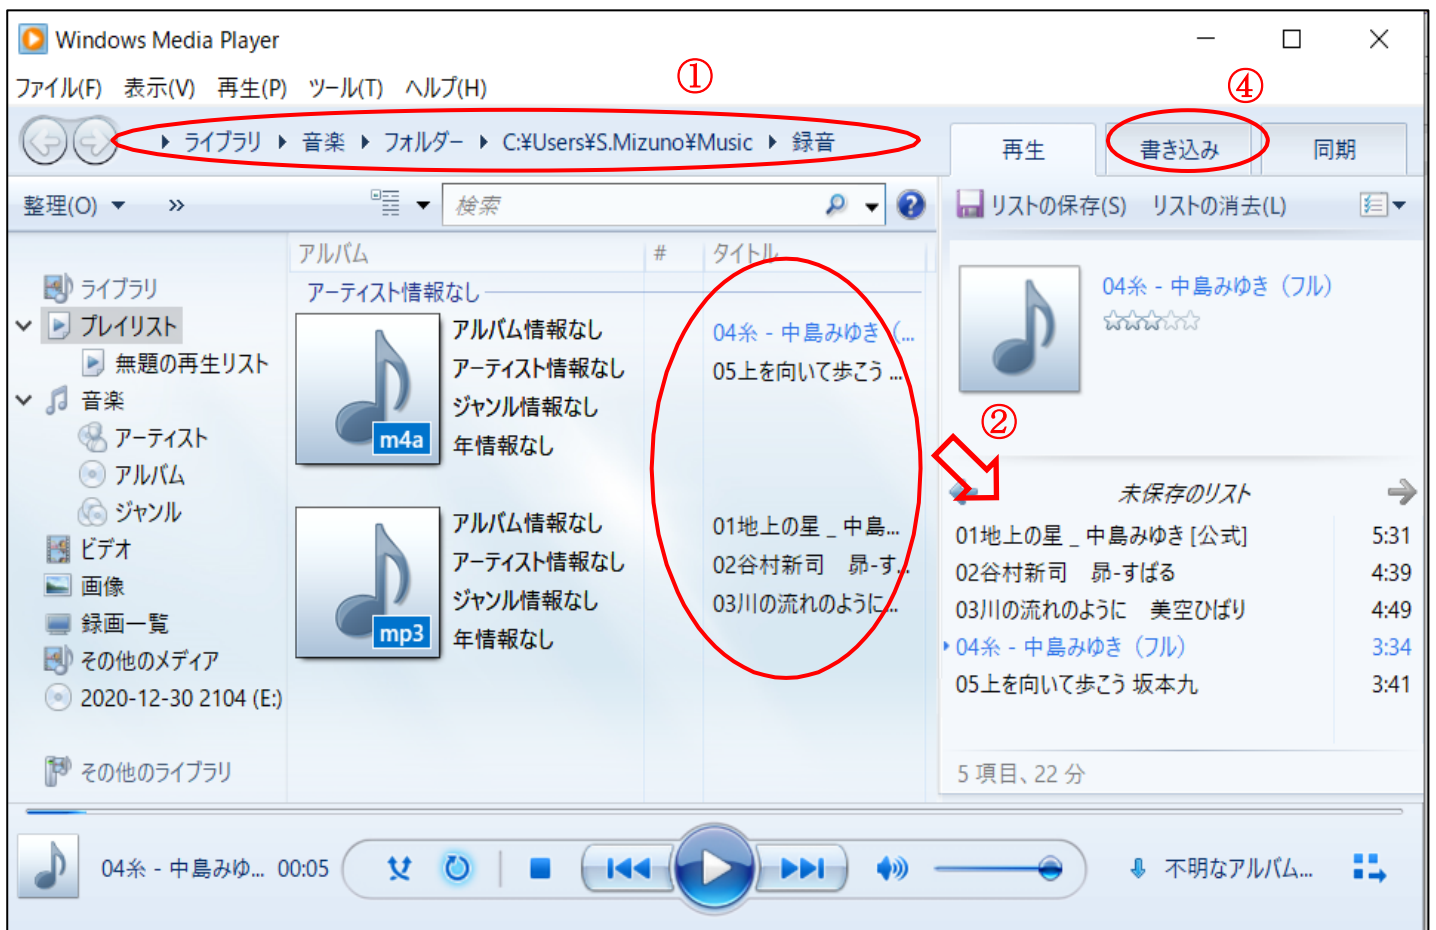 Windows Media Player
ファイル(F) 表示(V) 再生(P) ツール(T) ヘルプ(H)
①
④
ライブラリ 音楽 フォルダー C:¥Users¥S.Mizuno¥Music 録音
再生 書き込み 同期
整理(O) » 検索
リストの保存(S) リストの消去(L)
ライブラリ
プレイリスト
無題の再生リスト
音楽
アーティスト
アルバム
ジャンル
ビデオ
画像
録画一覧
その他のメディア
2020-12-30 2104 (E:)
その他のライブラリ
アルバム # タイトル
アーティスト情報なし
m4a
アルバム情報なし
アーティスト情報なし
ジャンル情報なし
年情報なし
04糸 - 中島みゆき (...
05上を向いて歩こう ...
mp3
アルバム情報なし
アーティスト情報なし
ジャンル情報なし
年情報なし
01地上の星 _ 中島...
02谷村新司 昴-す...
03川の流れのように...
04糸 - 中島みゆき (フル)
②
未保存のリスト
01地上の星 _ 中島みゆき [公式] 5:31
02谷村新司 昴-すばる 4:39
03川の流れのように 美空ひばり 4:49
04糸 - 中島みゆき (フル) 3:34
05上を向いて歩こう 坂本九 3:41
5 項目、22 分
04糸 - 中島みゆ... 00:05
不明なアルバム...